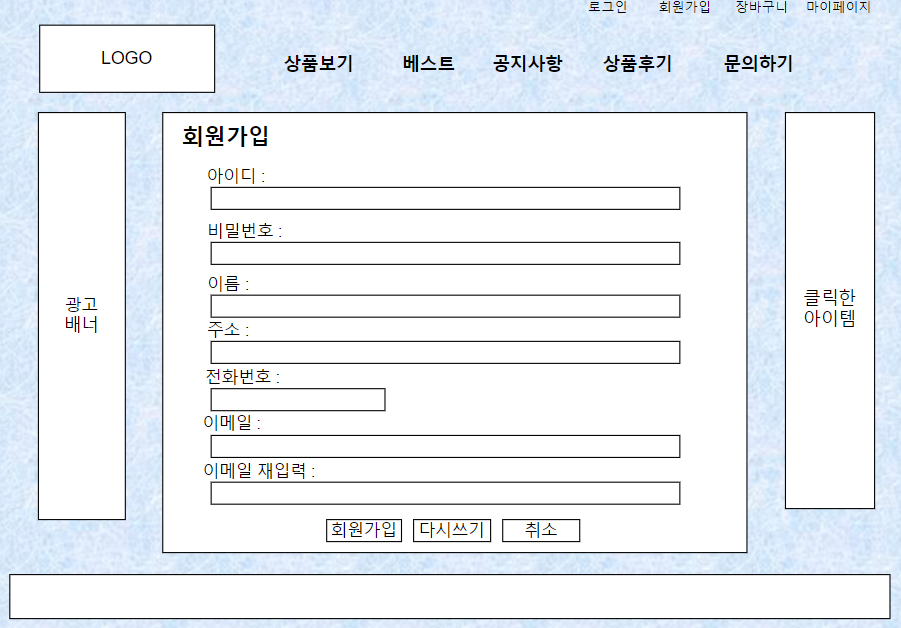 로그인 회원가입 장바구니 마이페이지
LOGO
상품보기 베스트 공지사항 상품후기 문의하기
회원가입
아이디 :
비밀번호 :
이름 :
주소 :
전화번호 :
이메일 :
이메일 재입력 :
회원가입 다시쓰기 취소
광고
배너
클릭한
아이템